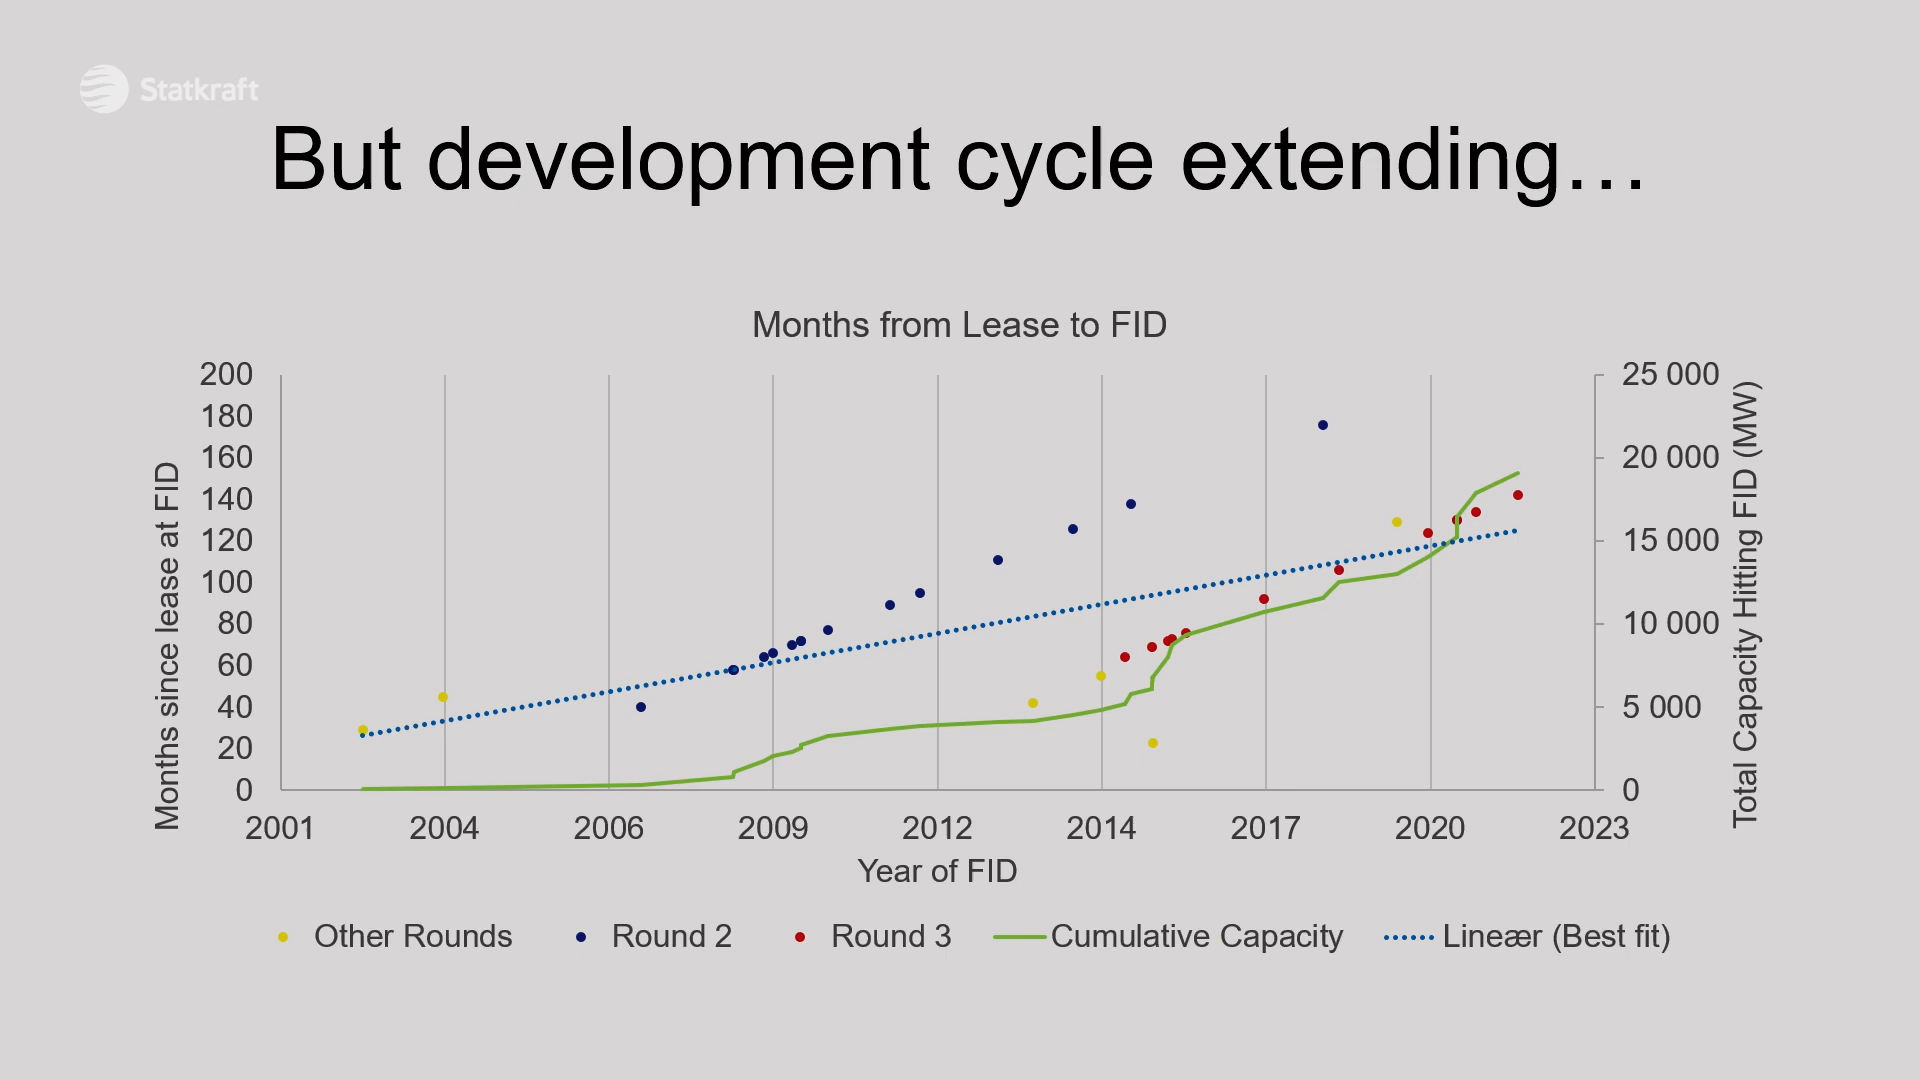 Statkraft
But development cycle extending…
Months from Lease to FID
Months since lease at FID
200
180
160
140
120
100
80
60
40
20
0
25 000
20 000
15 000
10 000
5 000
0
Total Capacity Hitting FID (MW)
2001 2004 2006 2009 2012 2014 2017 2020 2023
Year of FID
Other Rounds Round 2 Round 3 Cumulative Capacity Lineær (Best fit)